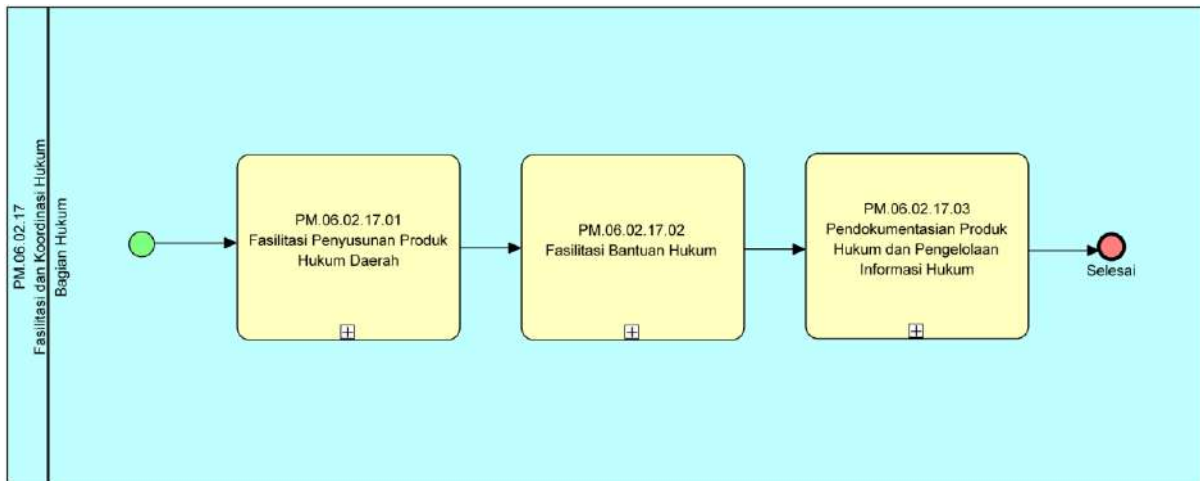 PM.06.02.17
Fasilitasi dan Koordinasi Hukum
Bagian Hukum
PM.06.02.17.01
Fasilitasi Penyusunan Produk
Hukum Daerah
PM.06.02.17.02
Fasilitasi Bantuan Hukum
PM.06.02.17.03
Pendokumentasian Produk
Hukum dan Pengelolaan
Informasi Hukum
Selesai